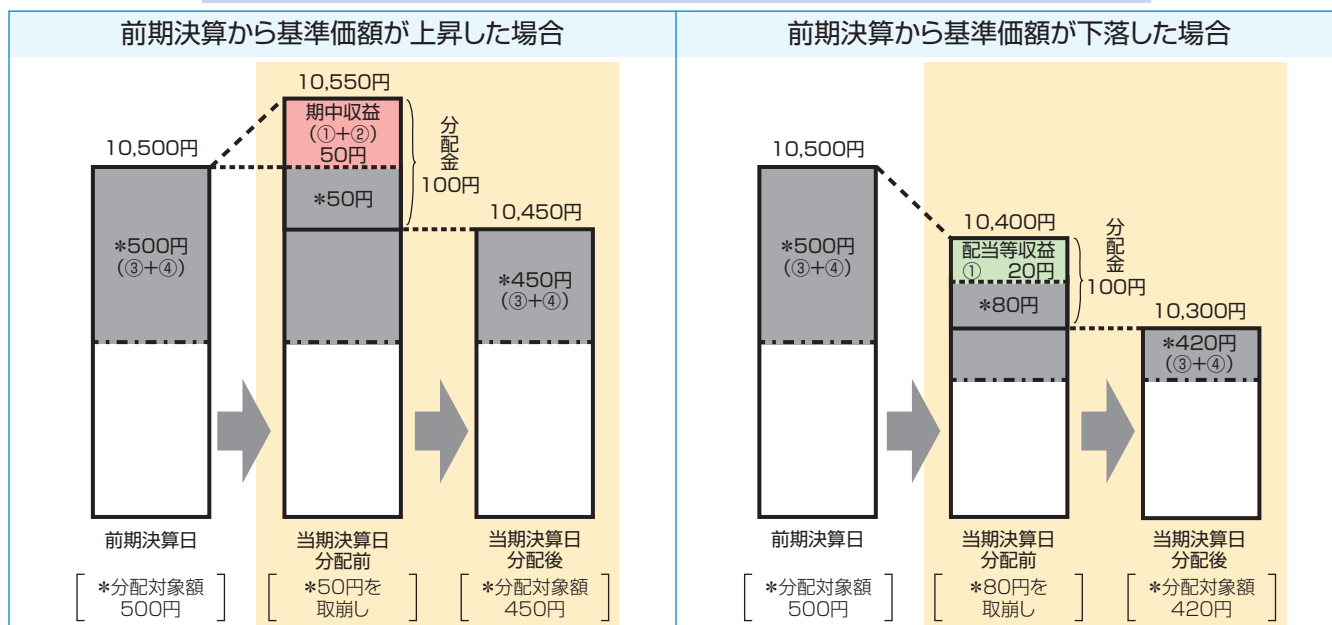 前期決算から基準価額が上昇した場合
10,500円
*500円
(③+④)
前期決算日
*分配対象額
500円
10,550円
期中収益
(①+②)
50円
*50円
分配金
100円
当期決算日
分配前
*50円を
取崩し
10,450円
*450円
(③+④)
当期決算日
分配後
*分配対象額
450円
前期決算から基準価額が下落した場合
10,500円
*500円
(③+④)
前期決算日
*分配対象額
500円
10,400円
配当等収益
① 20円
*80円
分配金
100円
当期決算日
分配前
*80円を
取崩し
10,300円
*420円
(③+④)
当期決算日
分配後
*分配対象額
420円